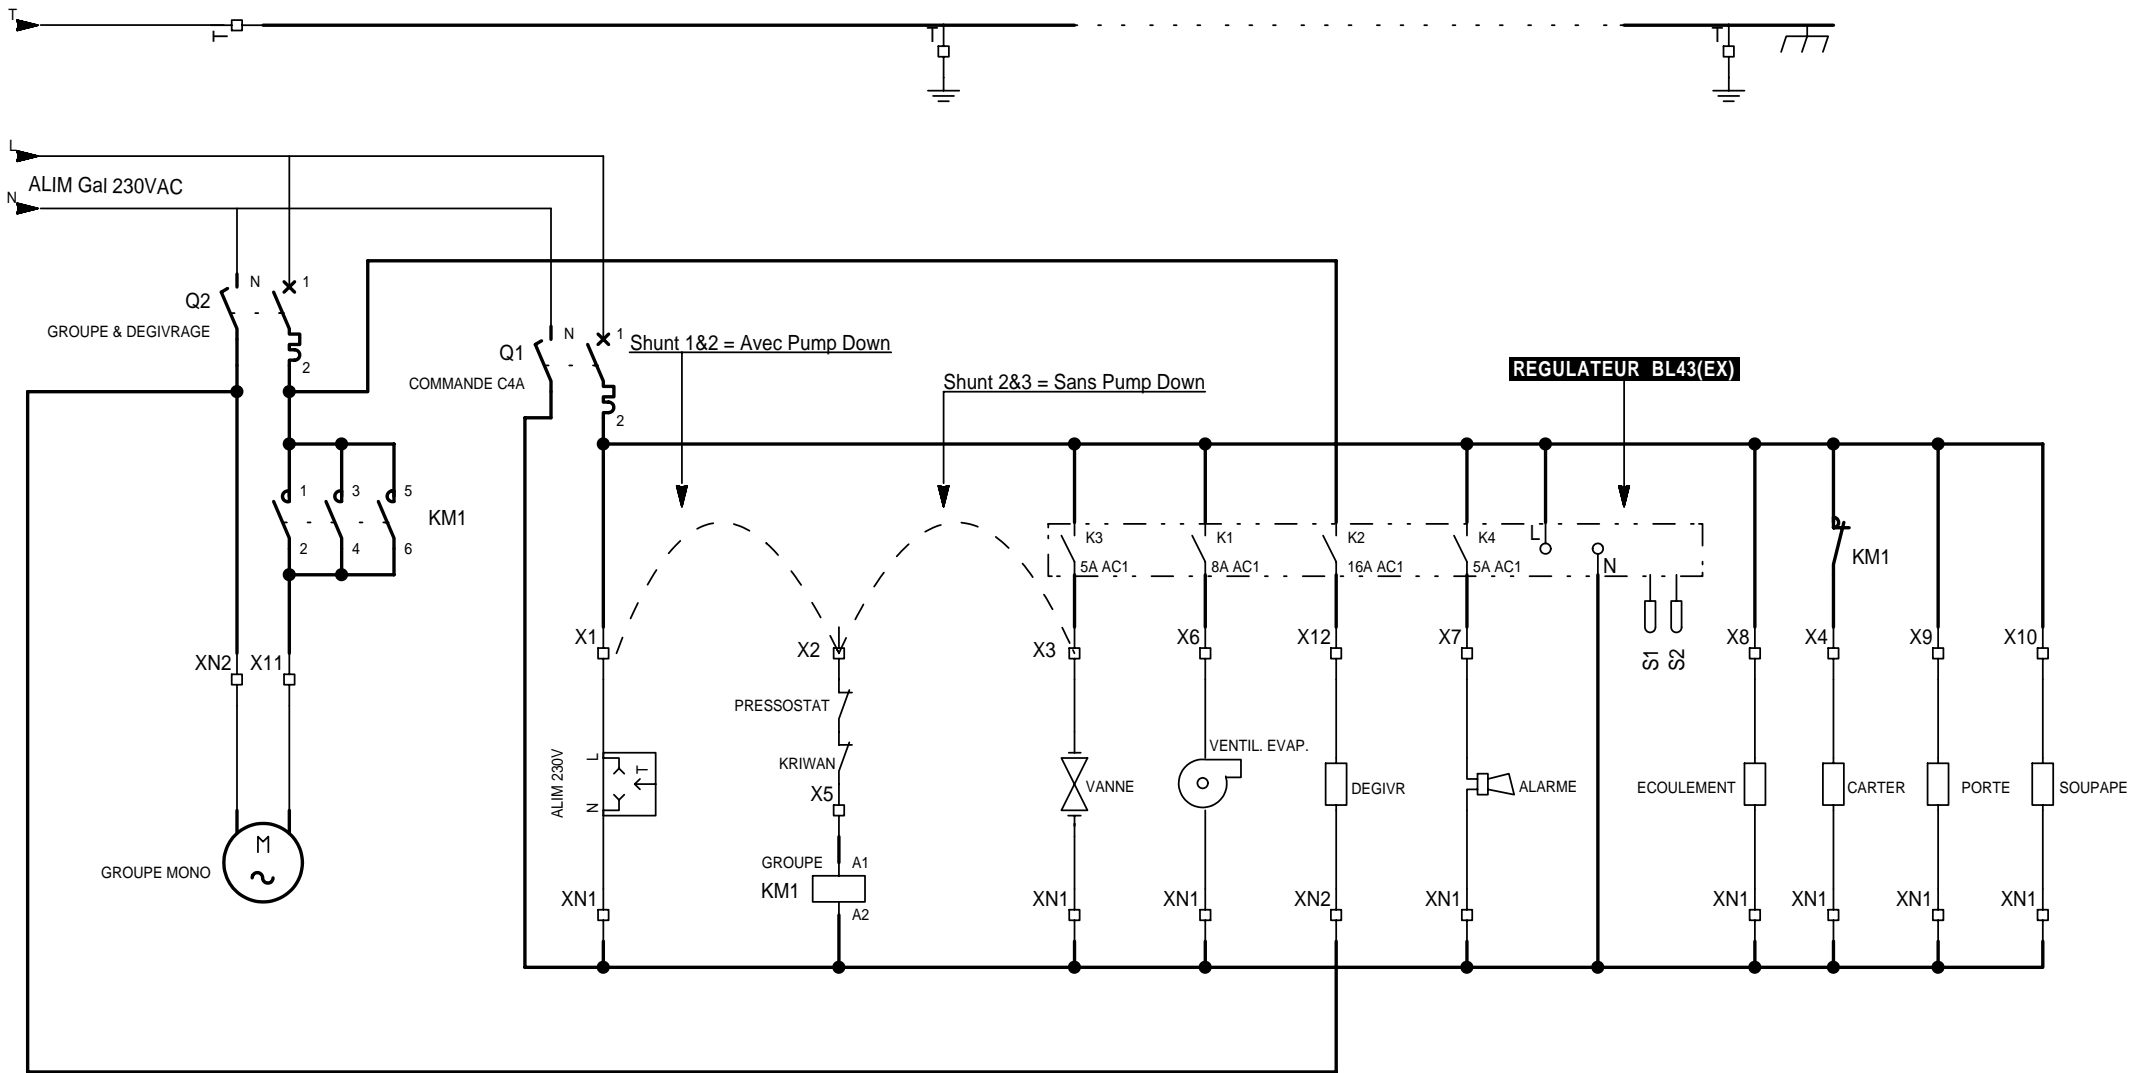 T
T
T
T
L
ALIM Gal 230VAC
N
N 1
Q2
GROUPE & DEGIVRAGE
2
N 1
Q1
COMMANDE C4A
2
Shunt 1&2 = Avec Pump Down
Shunt 2&3 = Sans Pump Down
REGULATEUR BL43(EX)
1 3 5
KM1
2 4 6
K3 K1 K2 K4 L
5A AC1 8A AC1 16A AC1 5A AC1 N
KM1
S1 S2
X1 X2 X3 X6 X12 X7 X8 X4 X9 X10
XN2 X11
PRESSOSTAT
KRIWAN
X5
ALIM 230V
L
N
T
VANNE
VENTIL. EVAP.
DEGIVR
ALARME
ECOULEMENT
CARTER
PORTE
SOUPAPE
M
GROUPE MONO
GROUPE A1
KM1
A2
XN1 XN1 XN1 XN2 XN1 XN1 XN1 XN1 XN1